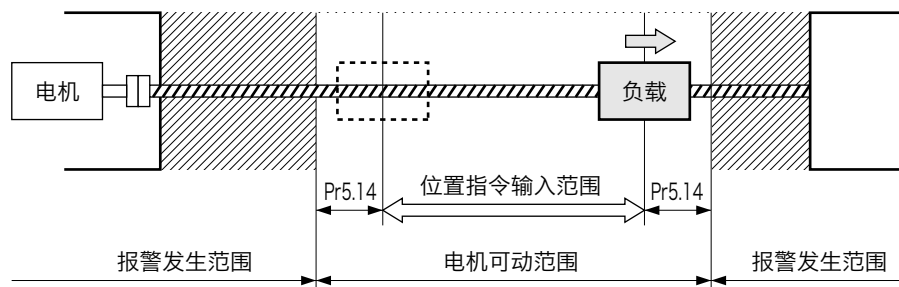 电机
负载
Pr5.14
位置指令输入范围
Pr5.14
报警发生范围
电机可动范围
报警发生范围